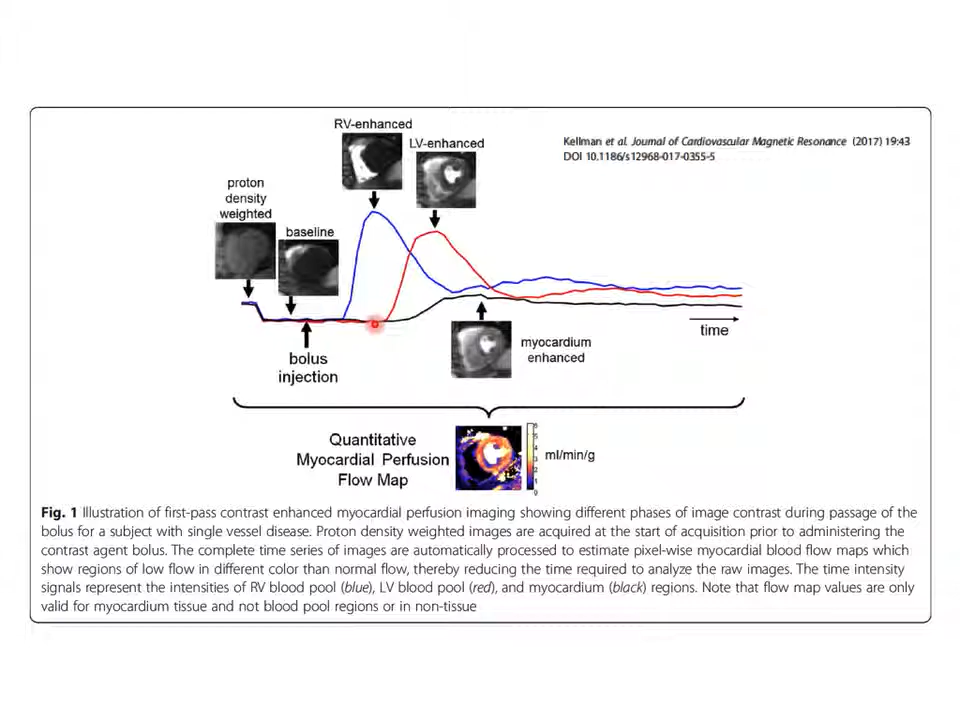 RV-enhanced
LV-enhanced
Kellman et al. Journal of Cardiovascular Magnetic Resonance (2017) 19:43
DOI 10.1186/s12968-017-0355-5
proton
density
weighted
baseline
bolus
injection
myocardium
enhanced
time
Quantitative
Myocardial Perfusion
Flow Map
6
5
4
3
2
1
0
ml/min/g
Fig. 1 Illustration of first-pass contrast enhanced myocardial perfusion imaging showing different phases of image contrast during passage of the
bolus for a subject with single vessel disease. Proton density weighted images are acquired at the start of acquisition prior to administering the
contrast agent bolus. The complete time series of images are automatically processed to estimate pixel-wise myocardial blood flow maps which
show regions of low flow in different color than normal flow, thereby reducing the time required to analyze the raw images. The time intensity
signals represent the intensities of RV blood pool (blue), LV blood pool (red), and myocardium (black) regions. Note that flow map values are only
valid for myocardium tissue and not blood pool regions or in non-tissue